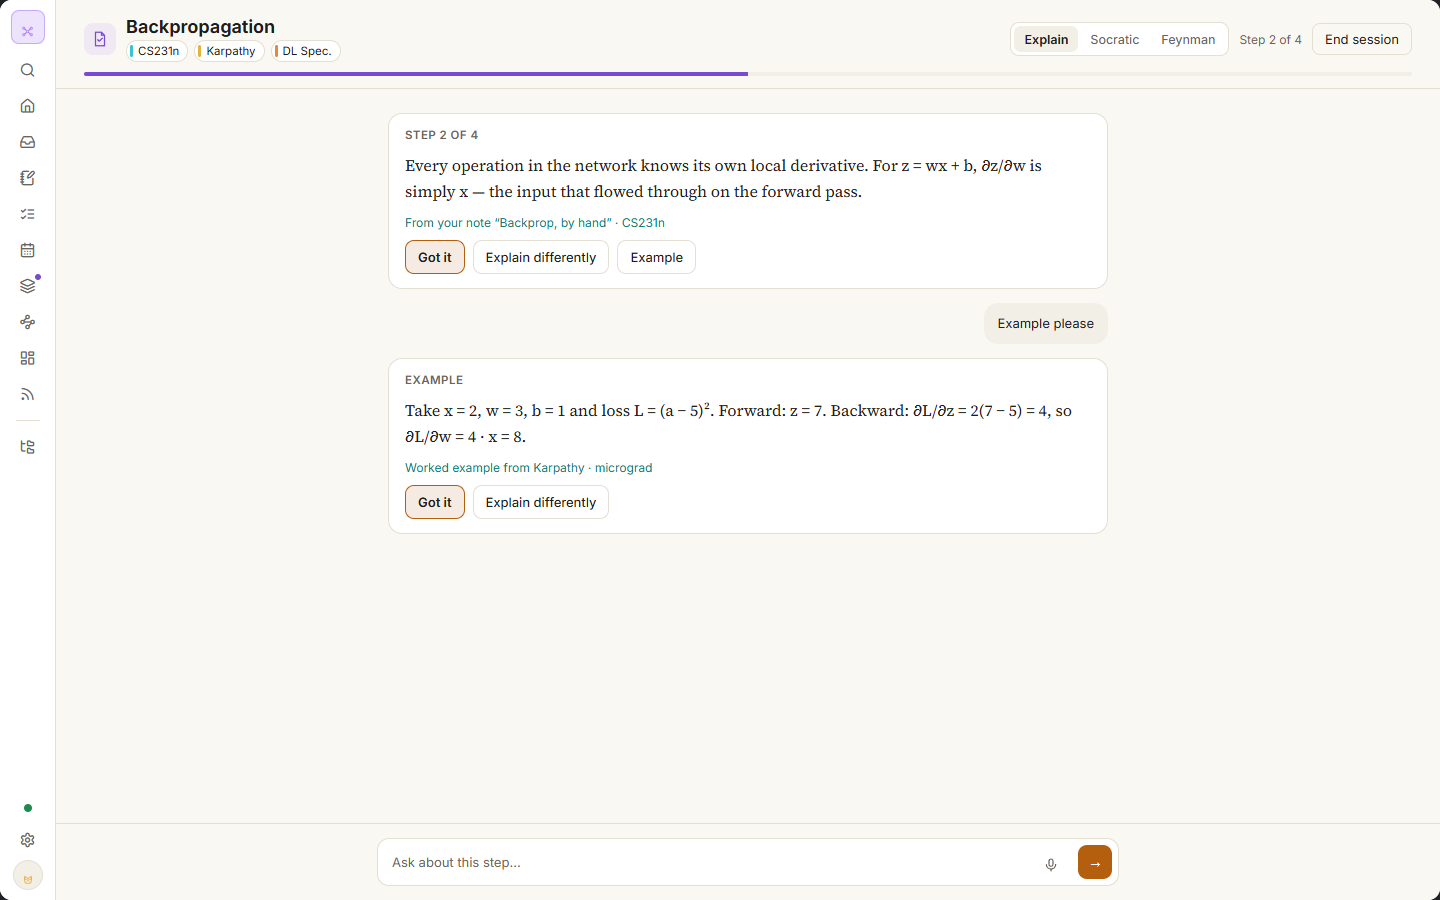 Backpropagation
CS231n Karpathy DL Spec.
Explain Socratic Feynman Step 2 of 4 End session
STEP 2 OF 4
Every operation in the network knows its own local derivative. For z = wx + b, ∂z/∂w is
simply x — the input that flowed through on the forward pass.
From your note “Backprop, by hand” · CS231n
Got it Explain differently Example
Example please
EXAMPLE
Take x = 2, w = 3, b = 1 and loss L = (a − 5)². Forward: z = 7. Backward: ∂L/∂z = 2(7 − 5) = 4, so
∂L/∂w = 4 · x = 8.
Worked example from Karpathy · micrograd
Got it Explain differently
Ask about this step...